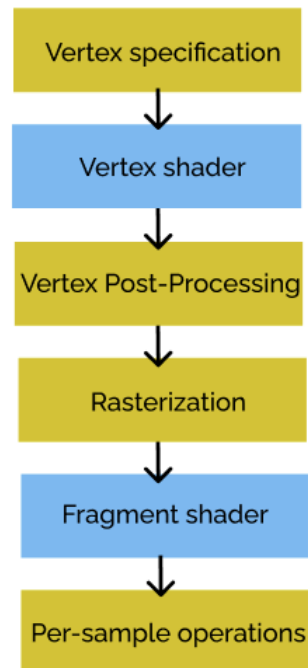 Vertex specification
Vertex shader
Vertex Post-Processing
Rasterization
Fragment shader
Per-sample operations